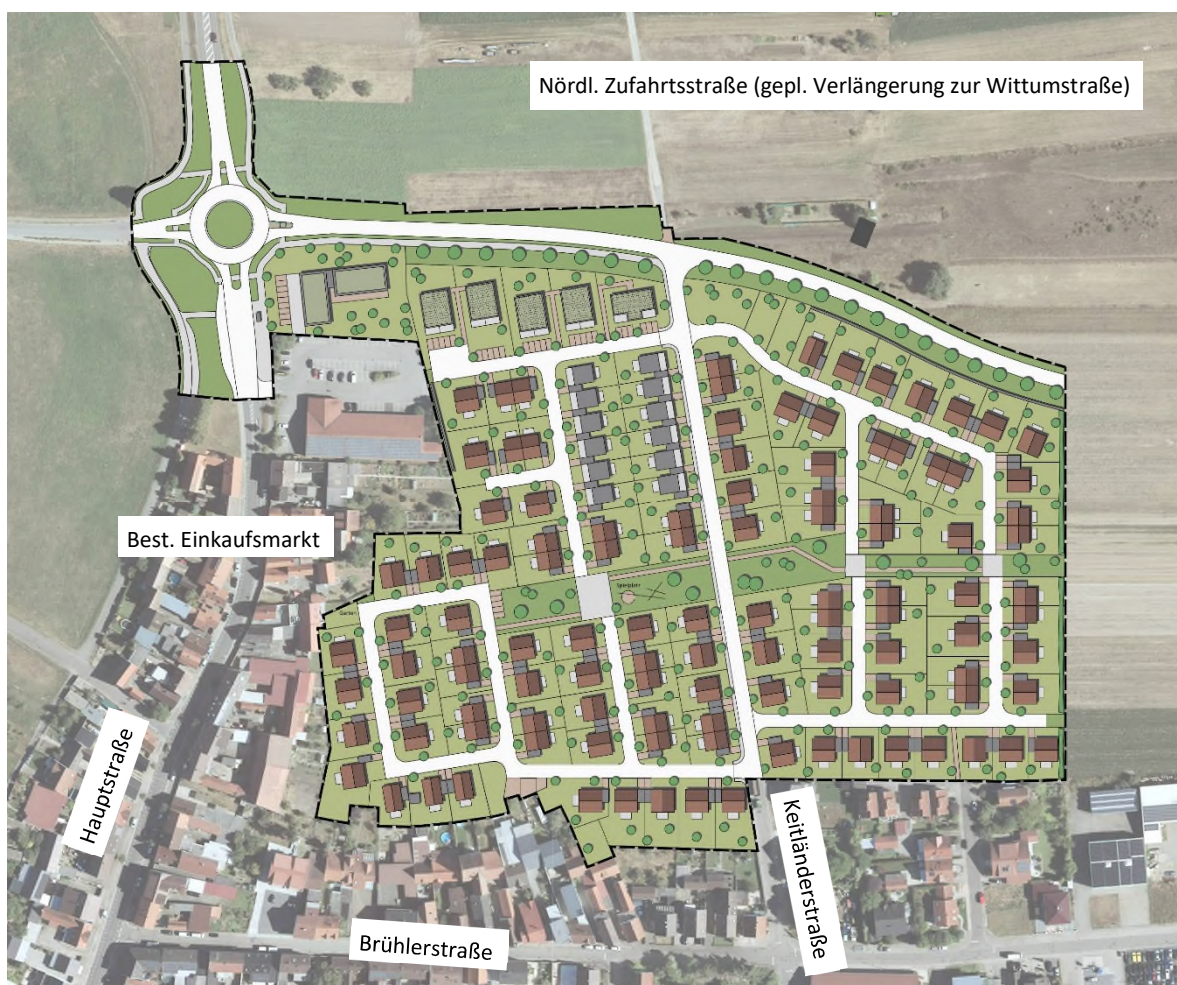 Nördl. Zufahrtsstraße (gepl. Verlängerung zur Wittumstraße)
Best. Einkaufsmarkt
Hauptstraße
Keitländerstraße
Brühlerstraße